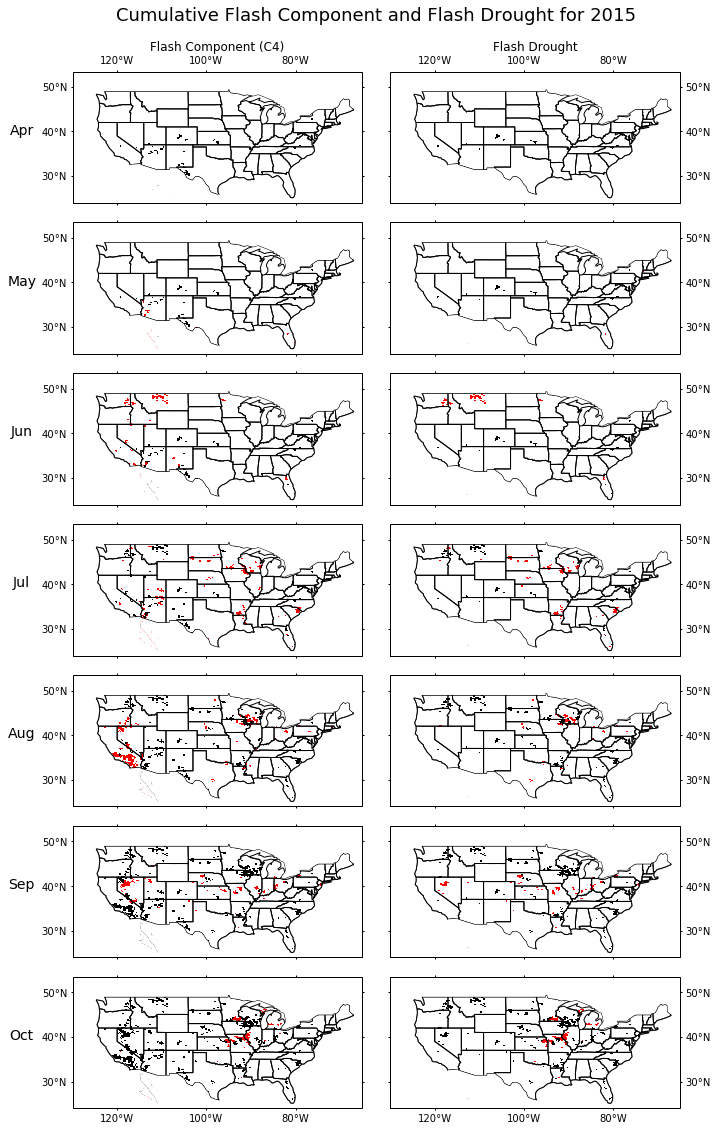 Cumulative Flash Component and Flash Drought for 2015
Flash Component (C4) Flash Drought
120°W 100°W 80°W 120°W 100°W 80°W
50°N 50°N
Apr 40°N 40°N
30°N 30°N
50°N 50°N
May 40°N 40°N
30°N 30°N
50°N 50°N
Jun 40°N 40°N
30°N 30°N
50°N 50°N
Jul 40°N 40°N
30°N 30°N
50°N 50°N
Aug 40°N 40°N
30°N 30°N
50°N 50°N
Sep 40°N 40°N
30°N 30°N
50°N 50°N
Oct 40°N 40°N
30°N 30°N
120°W 100°W 80°W 120°W 100°W 80°W